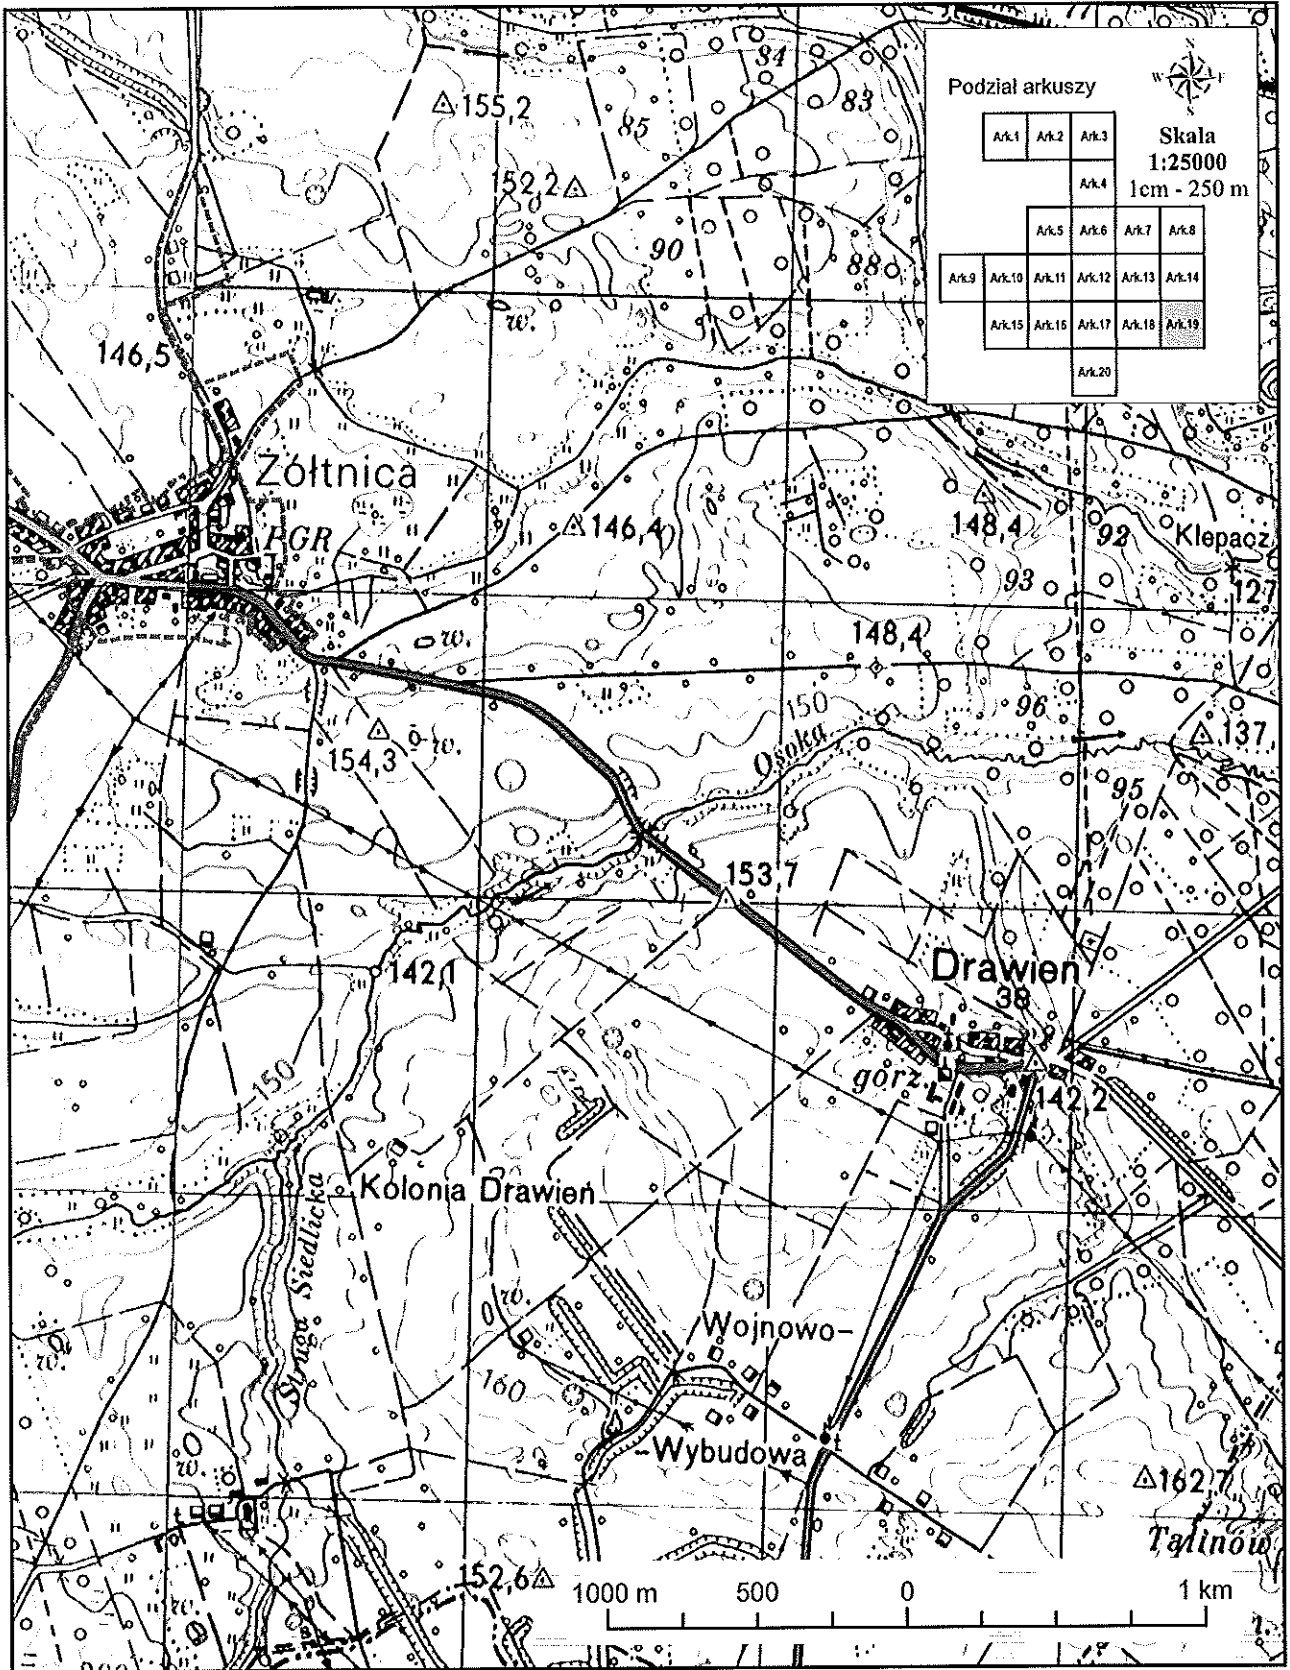 Podział arkuszy
N
W
F
S
Skala
1:25000
1cm - 250 m
Ark.1 Ark.2 Ark.3
Ark.4
Ark.5 Ark.6 Ark.7 Ark.8
Ark.9 Ark.10 Ark.11 Ark.12 Ark.13 Ark.14
Ark.15 Ark.16 Ark.17 Ark.18 Ark.19
Ark.20
84
155,2
85
83
152,2
90
88
w.
146,5
Żółtnica
PGR
146,4
148,4
92
Klepacz
93
127
148,4
w.
96
150
Osoka
137,
154,3
w.
95
153,7
142,1
Drawień
38
150
górz.
142,2
Kolonia Drawień
Struga Siedlicka
w.
Wojnowo-
w.
160
-Wybudowa
w.
162,7
Talinów
152,6
w.
1000 m 500 0 1 km